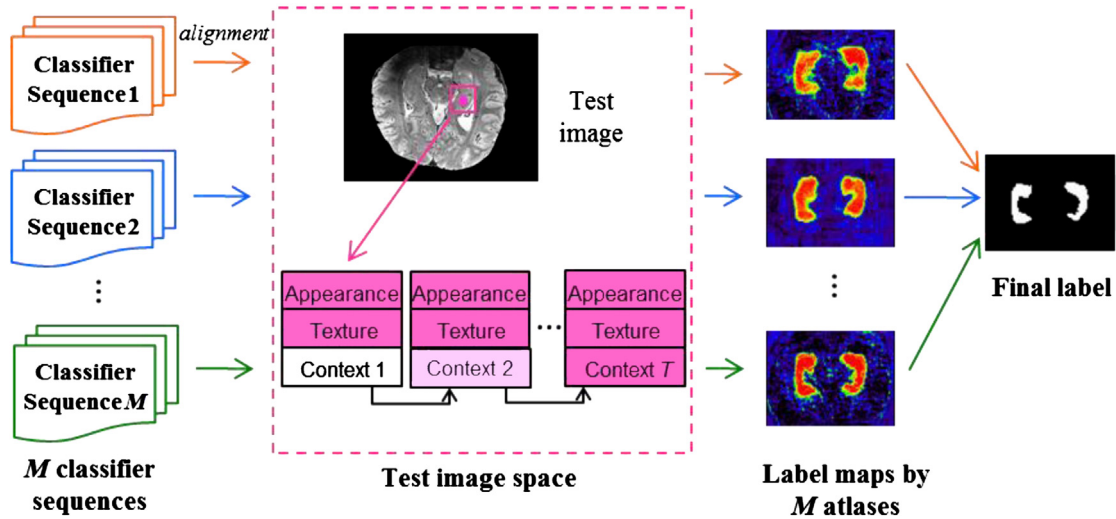 Classifier
Sequence1
alignment
Classifier
Sequence2
⋮
Classifier
SequenceM
M classifier
sequences
Test
image
Appearance
Texture
Context 1
Appearance
Texture
Context 2
...
Appearance
Texture
Context T
Test image space
⋮
Label maps by
M atlases
Final label